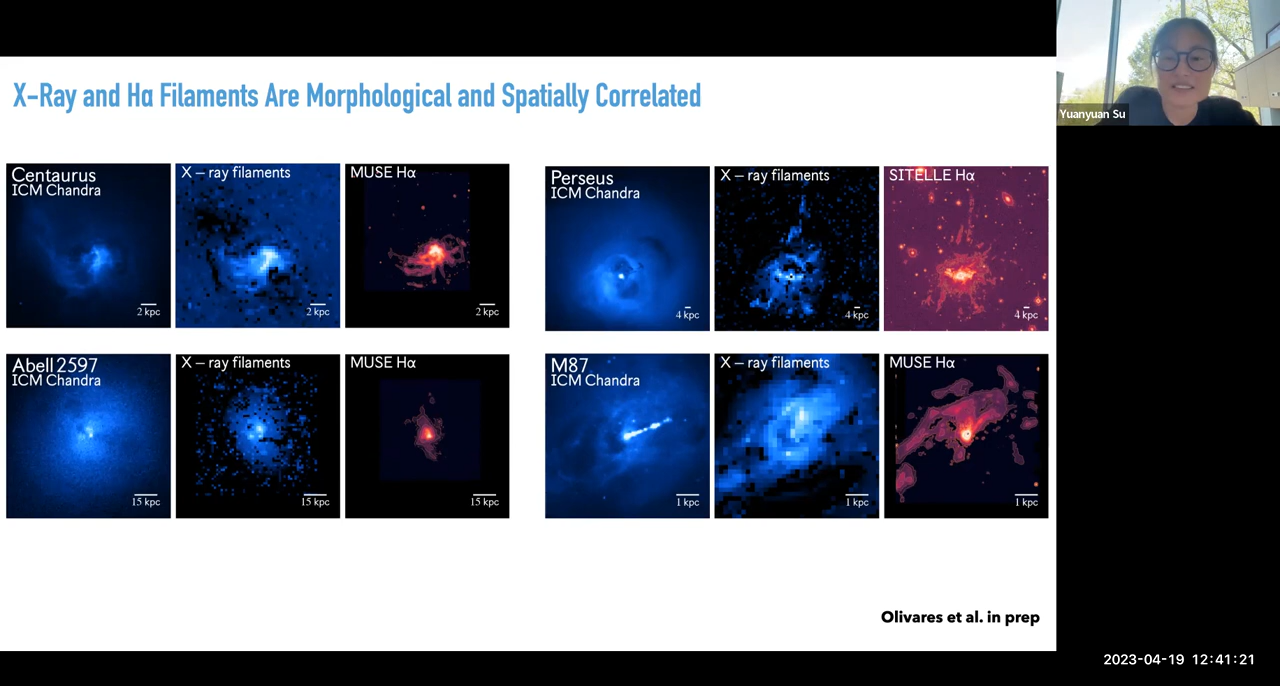 X-Ray and Hα Filaments Are Morphological and Spatially Correlated
Centaurus
ICM Chandra
2 kpc
X – ray filaments
2 kpc
MUSE Hα
2 kpc
Perseus
ICM Chandra
4 kpc
X – ray filaments
4 kpc
SITELLE Hα
4 kpc
Abell 2597
ICM Chandra
15 kpc
X – ray filaments
15 kpc
MUSE Hα
15 kpc
M87
ICM Chandra
1 kpc
X – ray filaments
1 kpc
MUSE Hα
1 kpc
Olivares et al. in prep
Yuanyuan Su
2023-04-19 12:41:21